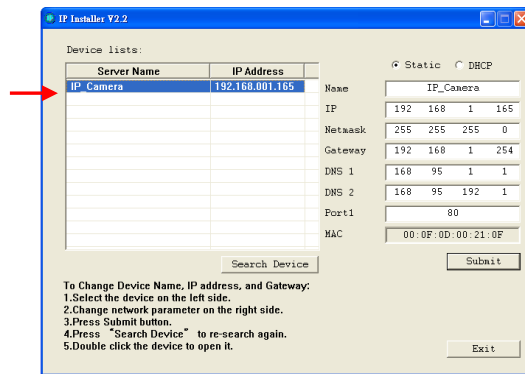 IP Installer V2.2
Device lists:
Server Name IP Address
IP_Camera 192.168.001.165
Static DHCP
Name IP_Camera
IP 192 168 1 165
Netmask 255 255 255 0
Gateway 192 168 1 254
DNS 1 168 95 1 1
DNS 2 168 95 192 1
Port1 80
MAC 00:0F:0D:00:21:0F
Search Device
Submit
To Change Device Name, IP address, and Gateway:
1.Select the device on the left side.
2.Change network parameter on the right side.
3.Press Submit button.
4.Press “Search Device” to re-search again.
5.Double click the device to open it.
Exit